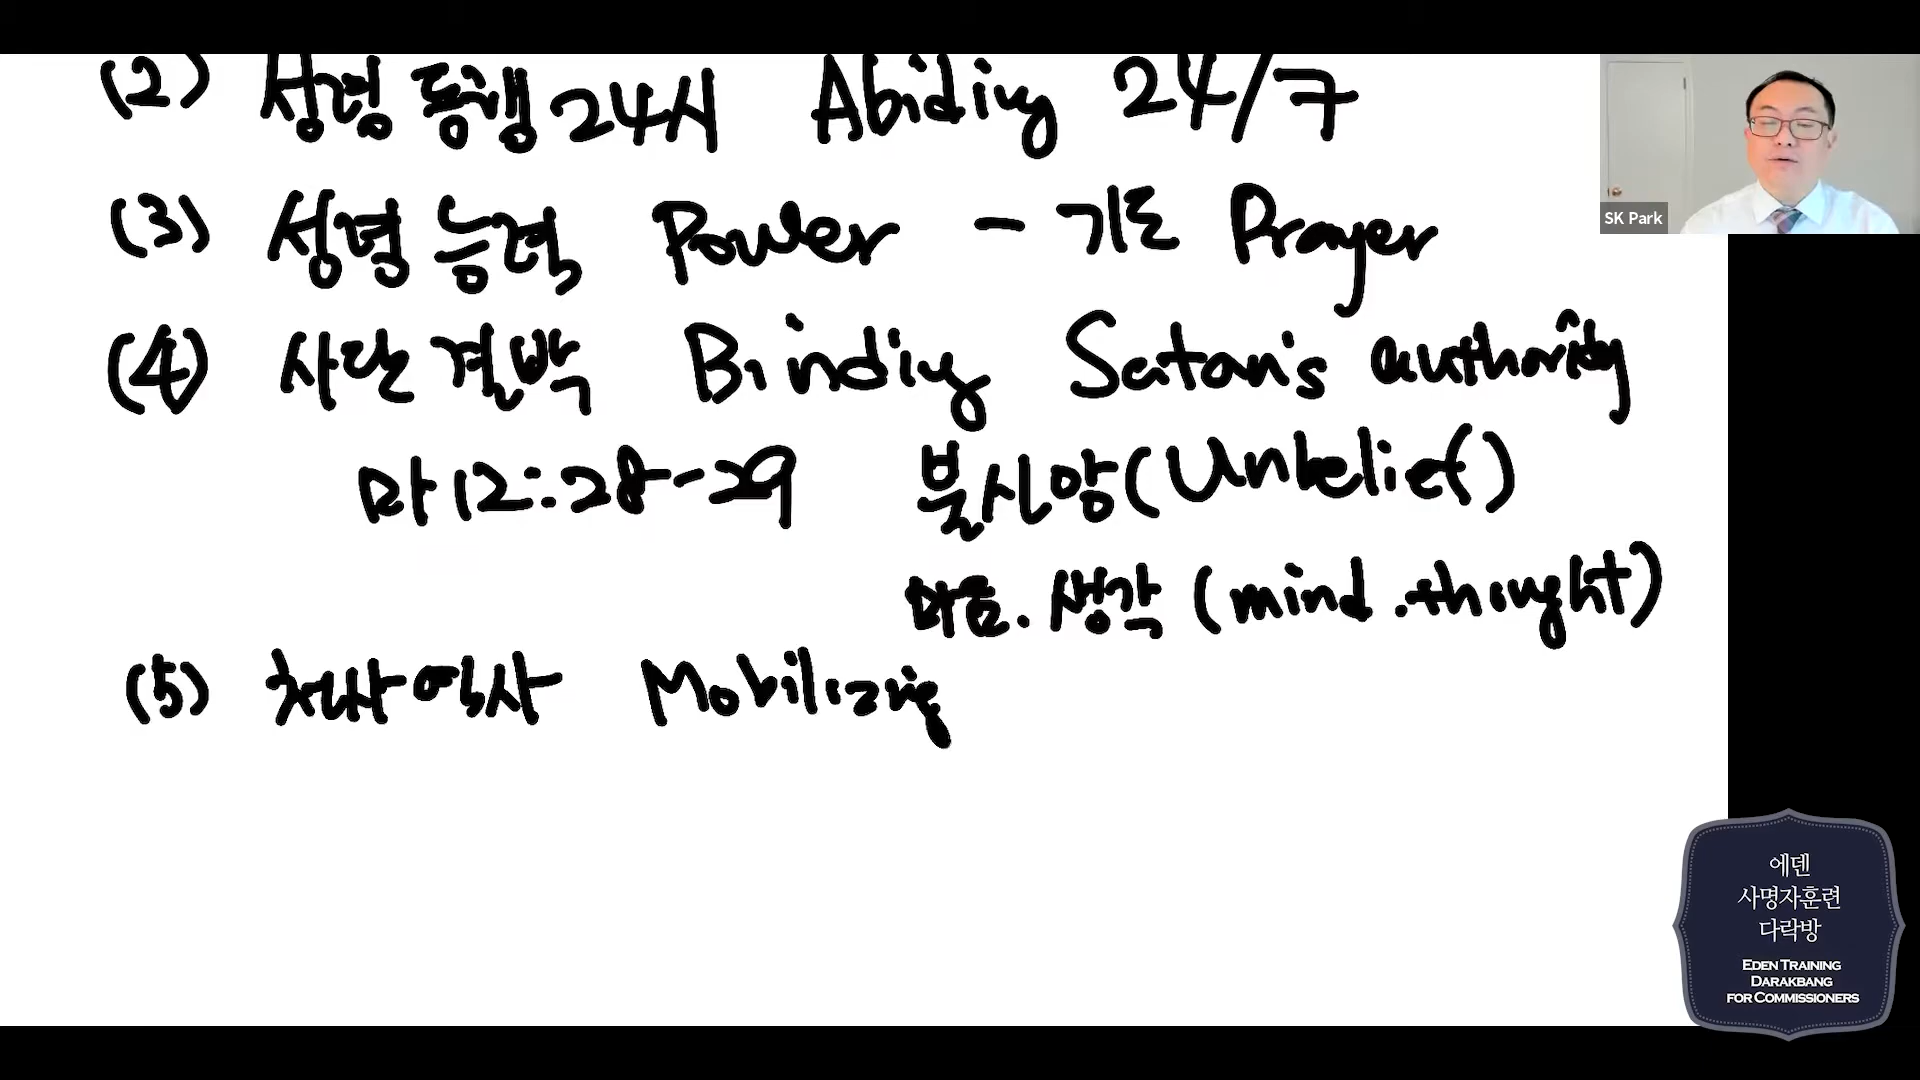 (2) 성령 동행 24시 Abiding 24/7
SK Park
(3) 성령 능력 Power - 기도 Prayer
(4) 사단 결박 Binding Satan's authority
마 12:28-29 불신앙 (Unbelief)
마음. 생각 (mind. thought)
(5) 천사 역사 Mobilizing
에덴
사명자훈련
다락방
EDEN TRAINING
DARAKBANG
FOR COMMISSIONERS